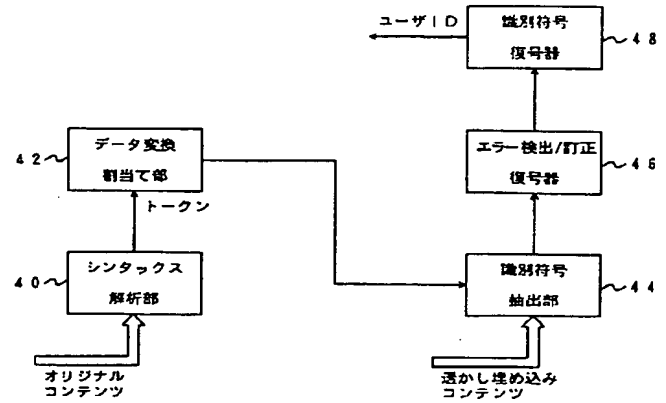 ユーザID
識別符号
復号器
48
データ変換
割当て部
42
エラー検出/訂正
復号器
46
トークン
シンタックス
解析部
40
識別符号
抽出部
44
オリジナル
コンテンツ
透かし埋め込み
コンテンツ